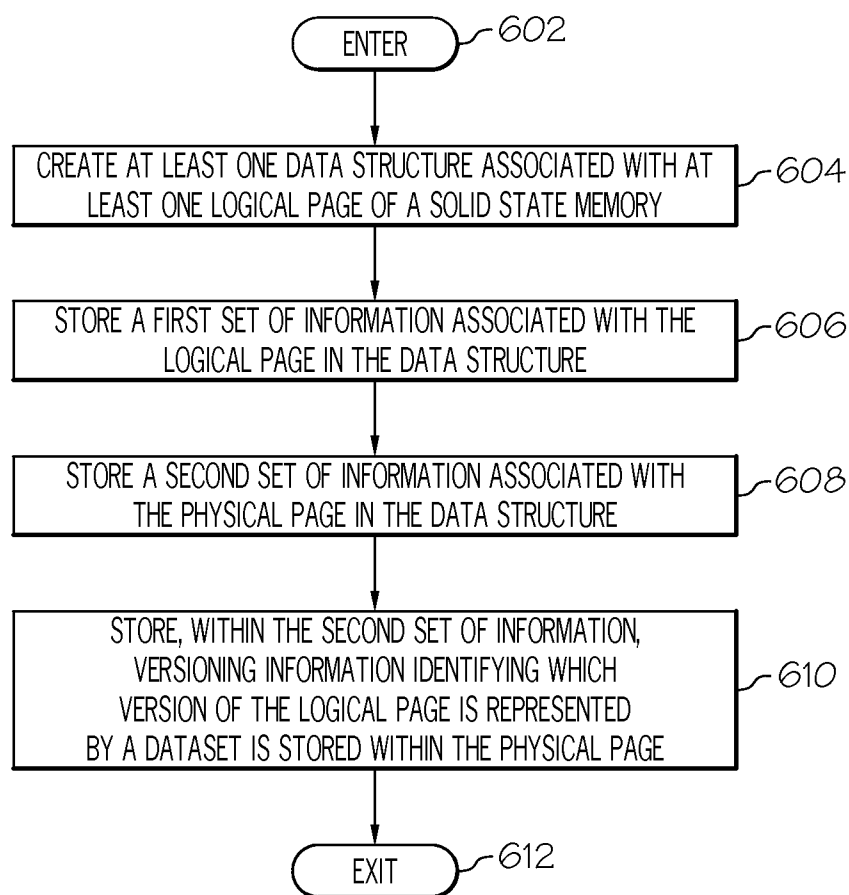 ENTER
602
CREATE AT LEAST ONE DATA STRUCTURE ASSOCIATED WITH AT
LEAST ONE LOGICAL PAGE OF A SOLID STATE MEMORY
604
STORE A FIRST SET OF INFORMATION ASSOCIATED WITH THE
LOGICAL PAGE IN THE DATA STRUCTURE
606
STORE A SECOND SET OF INFORMATION ASSOCIATED WITH
THE PHYSICAL PAGE IN THE DATA STRUCTURE
608
STORE, WITHIN THE SECOND SET OF INFORMATION,
VERSIONING INFORMATION IDENTIFYING WHICH
VERSION OF THE LOGICAL PAGE IS REPRESENTED
BY A DATASET IS STORED WITHIN THE PHYSICAL PAGE
610
EXIT
612